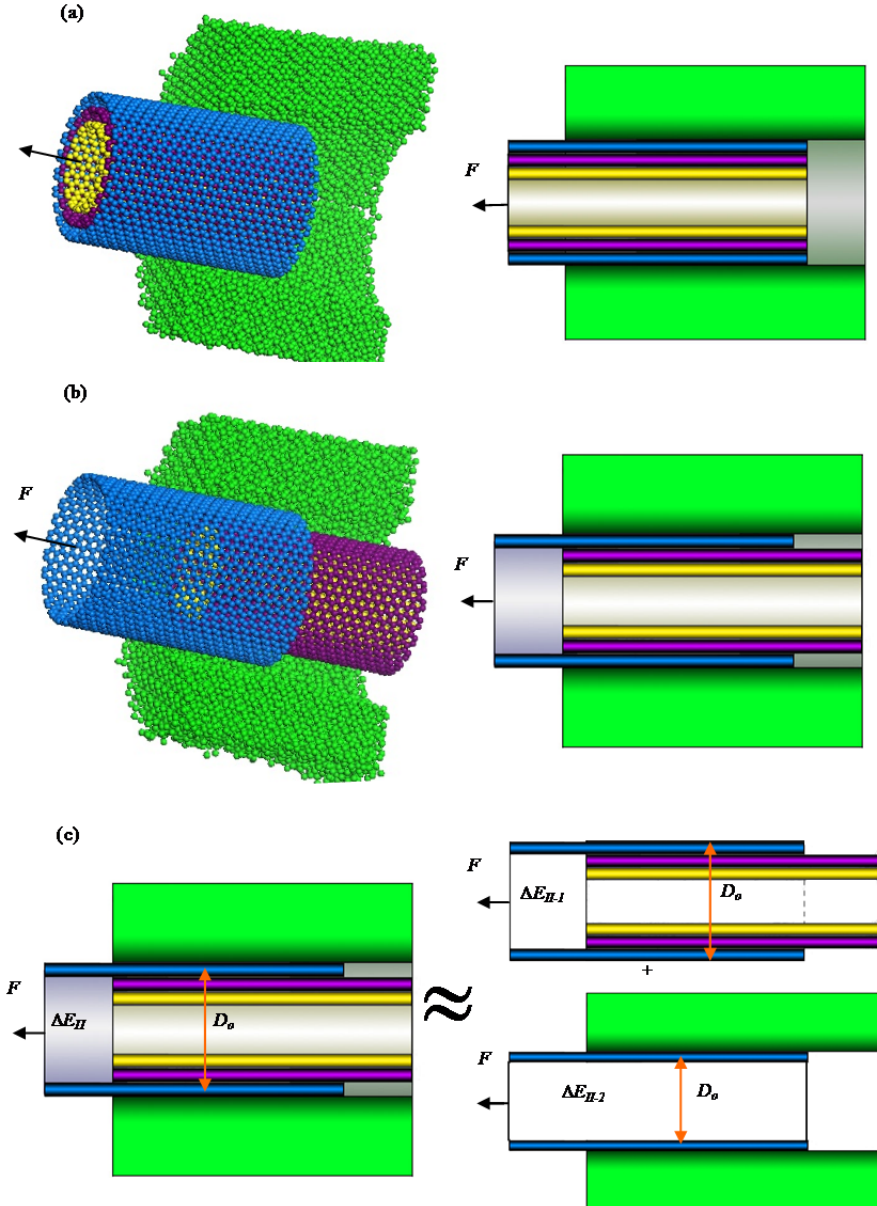 (a)
F
(b)
F
F
(c)
F
ΔE_II
D_o
≈
F
ΔE_II-1
D_o
+
F
ΔE_II-2
D_o